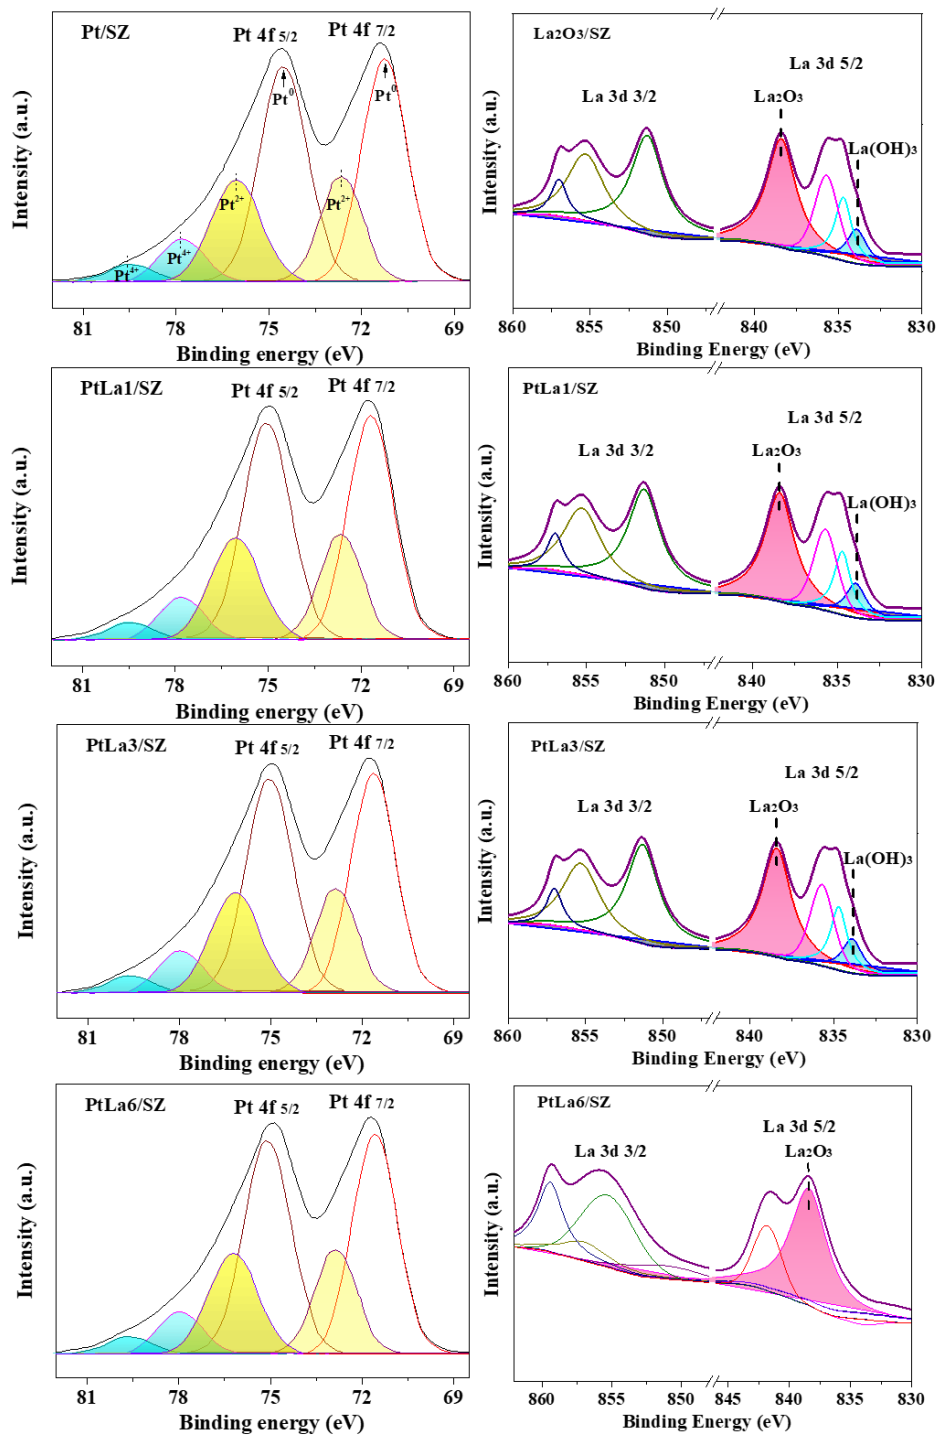 Pt/SZ
Pt 4f 5/2
Pt 4f 7/2
Pt⁰
Pt⁰
Pt²⁺
Pt²⁺
Pt⁴⁺
Pt⁴⁺
Intensity (a.u.)
81 78 75 72 69
Binding energy (eV)
La₂O₃/SZ
La 3d 5/2
La 3d 3/2
La₂O₃
La(OH)₃
Intensity (a.u.)
860 855 850 840 835 830
Binding Energy (eV)
PtLa1/SZ
Pt 4f 5/2
Pt 4f 7/2
Intensity (a.u.)
81 78 75 72 69
Binding energy (eV)
PtLa1/SZ
La 3d 5/2
La 3d 3/2
La₂O₃
La(OH)₃
Intensity (a.u.)
860 855 850 840 835 830
Binding Energy (eV)
PtLa3/SZ
Pt 4f 5/2
Pt 4f 7/2
Intensity (a.u.)
81 78 75 72 69
Binding energy (eV)
PtLa3/SZ
La 3d 5/2
La 3d 3/2
La₂O₃
La(OH)₃
Intensity (a.u.)
860 855 850 840 835 830
Binding Energy (eV)
PtLa6/SZ
Pt 4f 5/2
Pt 4f 7/2
Intensity (a.u.)
81 78 75 72 69
Binding energy (eV)
PtLa6/SZ
La 3d 5/2
La 3d 3/2
La₂O₃
Intensity (a.u.)
860 855 850 845 840 835 830
Binding Energy (eV)